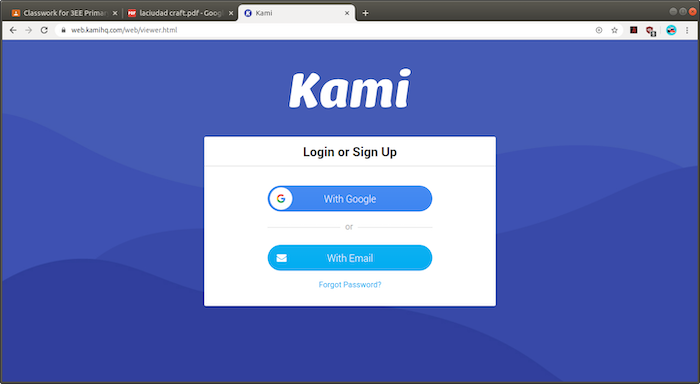 Classwork for 3EE Primar
laciudad craft.pdf - Goog
Kami
web.kamihq.com/web/viewer.html
Kami
Login or Sign Up
With Google
or
With Email
Forgot Password?